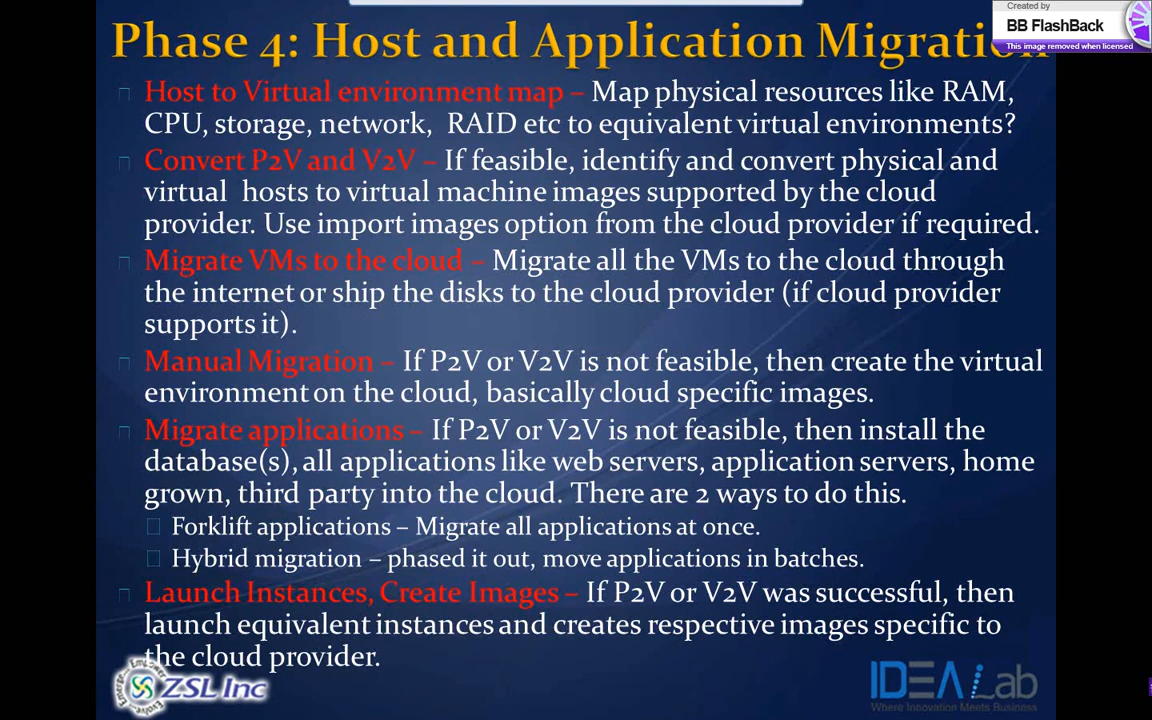 Created by
BB FlashBack
This image removed when licensed
Phase 4: Host and Application Migration
Host to Virtual environment map – Map physical resources like RAM,
CPU, storage, network, RAID etc to equivalent virtual environments?
Convert P2V and V2V – If feasible, identify and convert physical and
virtual hosts to virtual machine images supported by the cloud
provider. Use import images option from the cloud provider if required.
Migrate VMs to the cloud – Migrate all the VMs to the cloud through
the internet or ship the disks to the cloud provider (if cloud provider
supports it).
Manual Migration – If P2V or V2V is not feasible, then create the virtual
environment on the cloud, basically cloud specific images.
Migrate applications – If P2V or V2V is not feasible, then install the
database(s), all applications like web servers, application servers, home
grown, third party into the cloud. There are 2 ways to do this.
Forklift applications – Migrate all applications at once.
Hybrid migration – phased it out, move applications in batches.
Launch Instances, Create Images – If P2V or V2V was successful, then
launch equivalent instances and creates respective images specific to
the cloud provider.
ZSL Inc
IDEA Lab
Where Innovation Meets Business